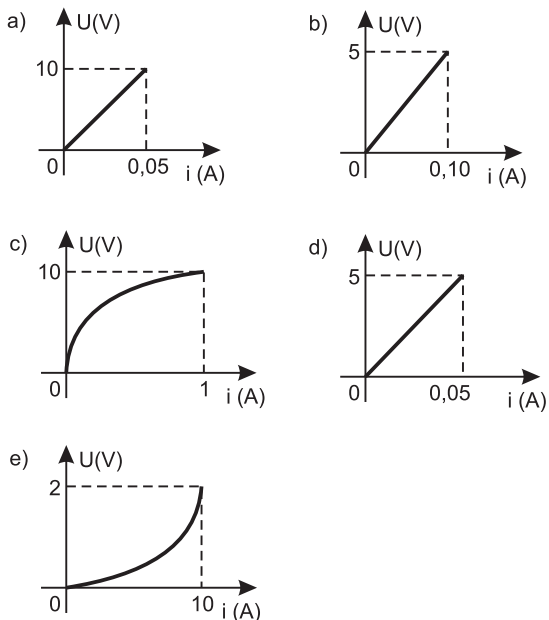 a) U(V)
10
0 0,05 i (A)
b) U(V)
5
0 0,10 i (A)
c) U(V)
10
0 1 i (A)
d) U(V)
5
0 0,05 i (A)
e) U(V)
2
0 10 i (A)